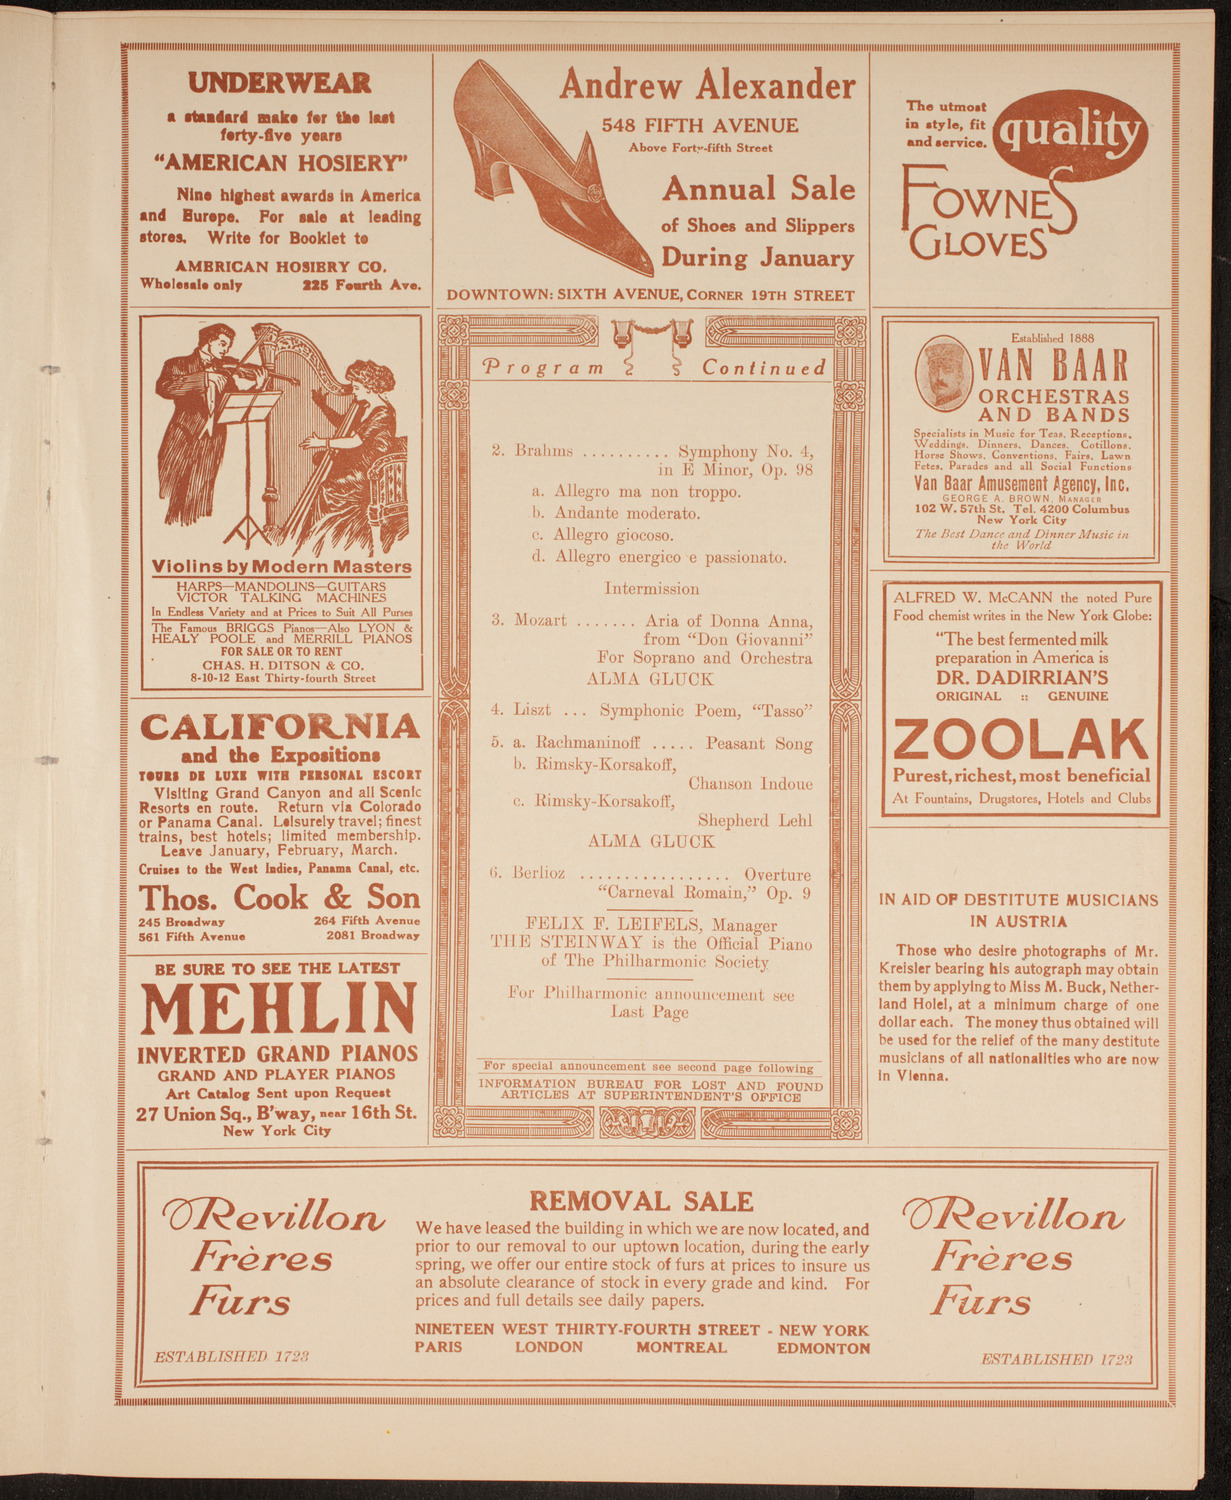 UNDERWEAR
a standard make for the last
forty-five years
"AMERICAN HOSIERY"
Nine highest awards in America
and Europe. For sale at leading
stores. Write for Booklet to
AMERICAN HOSIERY CO.
Wholesale only 225 Fourth Ave.
Andrew Alexander
548 FIFTH AVENUE
Above Forty-fifth Street
Annual Sale
of Shoes and Slippers
During January
DOWNTOWN: SIXTH AVENUE, CORNER 19TH STREET
The utmost
in style, fit
and service.
quality
FOWNES
GLOVES
Violins by Modern Masters
HARPS—MANDOLINS—GUITARS
VICTOR TALKING MACHINES
In Endless Variety and at Prices to Suit All Purses
The Famous BRIGGS Pianos—Also LYON &
HEALY POOLE and MERRILL PIANOS
FOR SALE OR TO RENT
CHAS. H. DITSON & CO.
8-10-12 East Thirty-fourth Street
CALIFORNIA
and the Expositions
TOURS DE LUXE WITH PERSONAL ESCORT
Visiting Grand Canyon and all Scenic
Resorts en route. Return via Colorado
or Panama Canal. Leisurely travel; finest
trains, best hotels; limited membership.
Leave January, February, March.
Cruises to the West Indies, Panama Canal, etc.
Thos. Cook & Son
245 Broadway 264 Fifth Avenue
561 Fifth Avenue 2081 Broadway
BE SURE TO SEE THE LATEST
MEHLIN
INVERTED GRAND PIANOS
GRAND AND PLAYER PIANOS
Art Catalog Sent upon Request
27 Union Sq., B'way, near 16th St.
New York City
Program Continued
2. Brahms .......... Symphony No. 4,
in E Minor, Op. 98
a. Allegro ma non troppo.
b. Andante moderato.
c. Allegro giocoso.
d. Allegro energico e passionato.
Intermission
3. Mozart ....... Aria of Donna Anna,
from "Don Giovanni"
For Soprano and Orchestra
ALMA GLUCK
4. Liszt ... Symphonic Poem, "Tasso"
5. a. Rachmaninoff ..... Peasant Song
b. Rimsky-Korsakoff,
Chanson Indoue
c. Rimsky-Korsakoff,
Shepherd Lehl
ALMA GLUCK
6. Berlioz ................. Overture
"Carneval Romain," Op. 9
FELIX F. LEIFELS, Manager
THE STEINWAY is the Official Piano
of The Philharmonic Society
For Philharmonic announcement see
Last Page
For special announcement see second page following
INFORMATION BUREAU FOR LOST AND FOUND
ARTICLES AT SUPERINTENDENT'S OFFICE
Established 1888
VAN BAAR
ORCHESTRAS
AND BANDS
Specialists in Music for Teas, Receptions,
Weddings, Dinners, Dances, Cotillons,
Horse Shows, Conventions, Fairs, Lawn
Fetes, Parades and all Social Functions
Van Baar Amusement Agency, Inc.
GEORGE A. BROWN, MANAGER
102 W. 57th St. Tel. 4200 Columbus
New York City
The Best Dance and Dinner Music in
the World
ALFRED W. McCANN the noted Pure
Food chemist writes in the New York Globe:
"The best fermented milk
preparation in America is
DR. DADIRRIAN'S
ORIGINAL :: GENUINE
ZOOLAK
Purest, richest, most beneficial
At Fountains, Drugstores, Hotels and Clubs
IN AID OF DESTITUTE MUSICIANS
IN AUSTRIA
Those who desire photographs of Mr.
Kreisler bearing his autograph may obtain
them by applying to Miss M. Buck, Nether-
land Hotel, at a minimum charge of one
dollar each. The money thus obtained will
be used for the relief of the many destitute
musicians of all nationalities who are now
in Vienna.
Revillon
Frères
Furs
ESTABLISHED 1723
REMOVAL SALE
We have leased the building in which we are now located, and
prior to our removal to our uptown location, during the early
spring, we offer our entire stock of furs at prices to insure us
an absolute clearance of stock in every grade and kind. For
prices and full details see daily papers.
NINETEEN WEST THIRTY-FOURTH STREET - NEW YORK
PARIS LONDON MONTREAL EDMONTON
Revillon
Frères
Furs
ESTABLISHED 1723